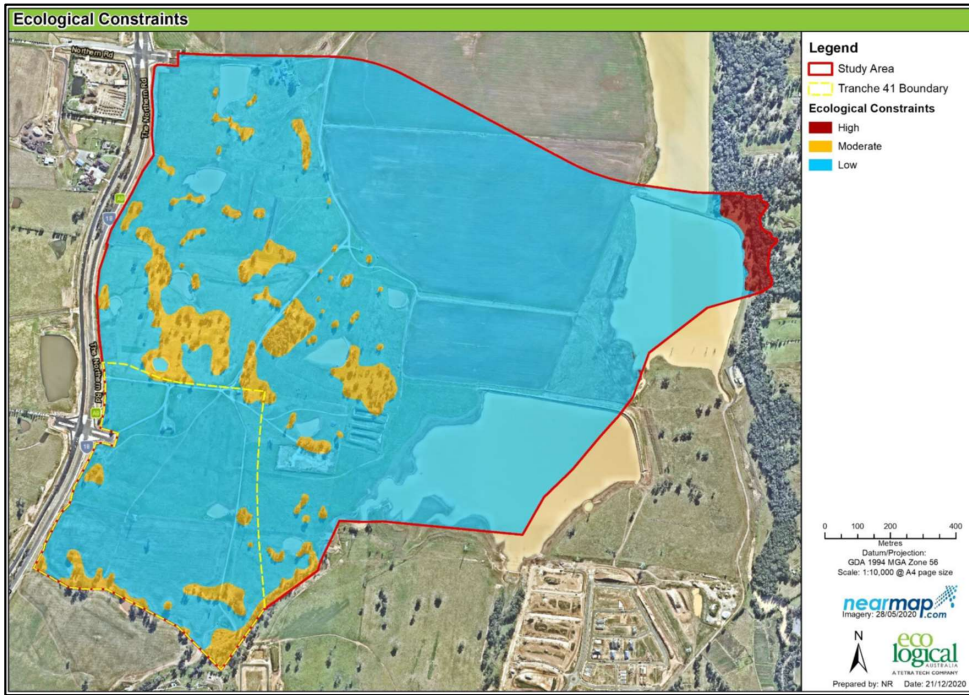 Ecological Constraints
Northern Rd
The Northern Rd
The Northern Rd
Legend
Study Area
Tranche 41 Boundary
Ecological Constraints
High
Moderate
Low
0 100 200 400
Metres
Datum/Projection:
GDA 1994 MGA Zone 56
Scale: 1:10,000 @ A4 page size
nearmap
.com
Imagery: 28/05/2020
N
eco
logical
AUSTRALIA
A TETRA TECH COMPANY
Prepared by: NR Date: 21/12/2020